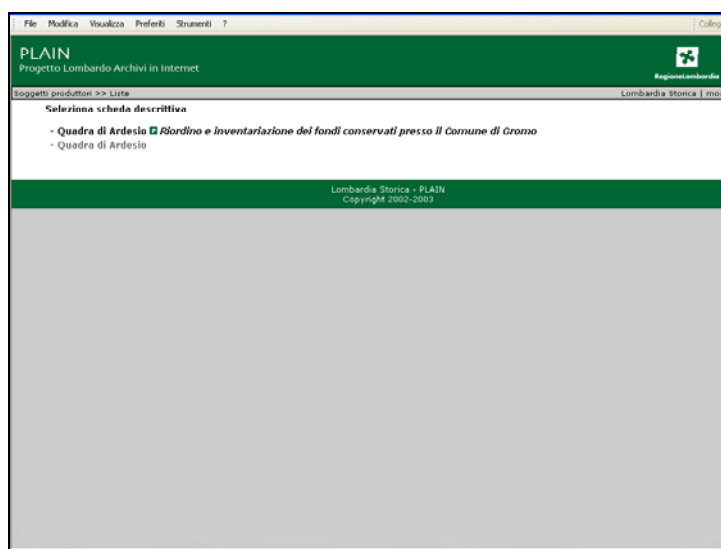 File Modifica Visualizza Preferiti Strumenti ? Colleg
PLAIN
Progetto Lombardo Archivi in Internet
RegioneLombardia
Soggetti produttori >> Liste Lombardia Storica | mo
Seleziona scheda descrittiva
- Quadra di Ardesio Riordino e inventariazione dei fondi conservati presso il Comune di Gromo
- Quadra di Ardesio
Lombardia Storica - PLAIN
Copyright 2002-2003